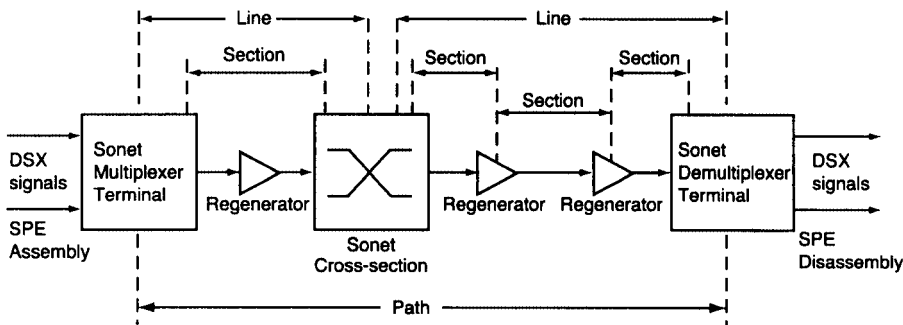 Line
Line
Section
Section
Section
Section
DSX
signals
SPE
Assembly
Sonet
Multiplexer
Terminal
Regenerator
Sonet
Cross-section
Regenerator
Regenerator
Sonet
Demultiplexer
Terminal
DSX
signals
SPE
Disassembly
Path